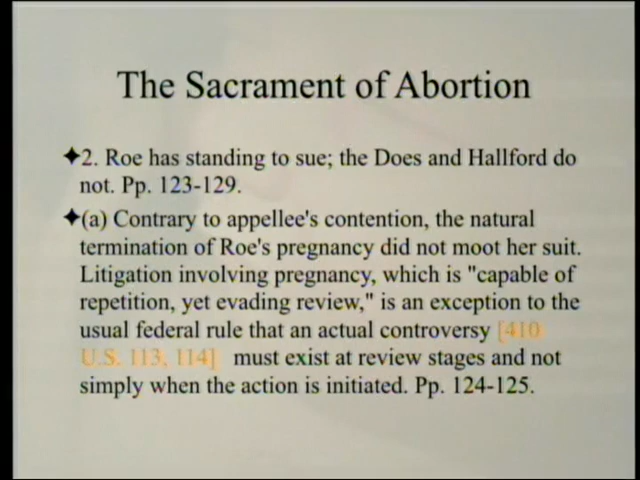 The Sacrament of Abortion
✦2. Roe has standing to sue; the Does and Hallford do
not. Pp. 123-129.
✦(a) Contrary to appellee's contention, the natural
termination of Roe's pregnancy did not moot her suit.
Litigation involving pregnancy, which is "capable of
repetition, yet evading review," is an exception to the
usual federal rule that an actual controversy [410
U.S. 113, 114] must exist at review stages and not
simply when the action is initiated. Pp. 124-125.